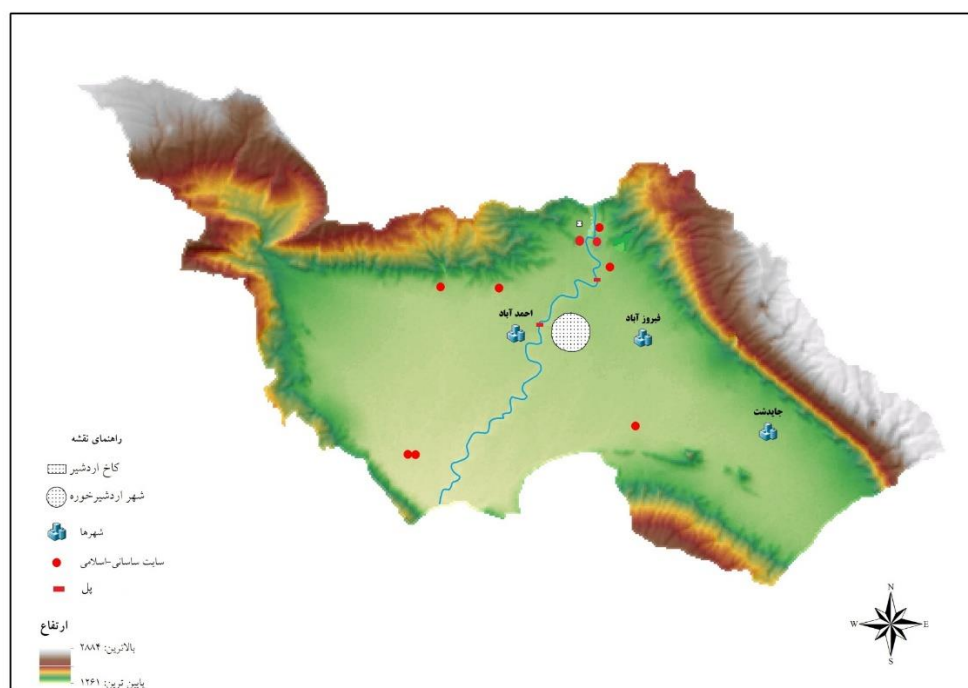 احمد آباد
فیروز آباد
جایدشت
راهنمای نقشه
کاخ اردشیر
شهر اردشیرخوره
شهرها
سایت ساسانی-اسلامی
پل
ارتفاع
بالاترین: ۲۸۸۴
پایین ترین: ۱۲۶۱
N
W E
S